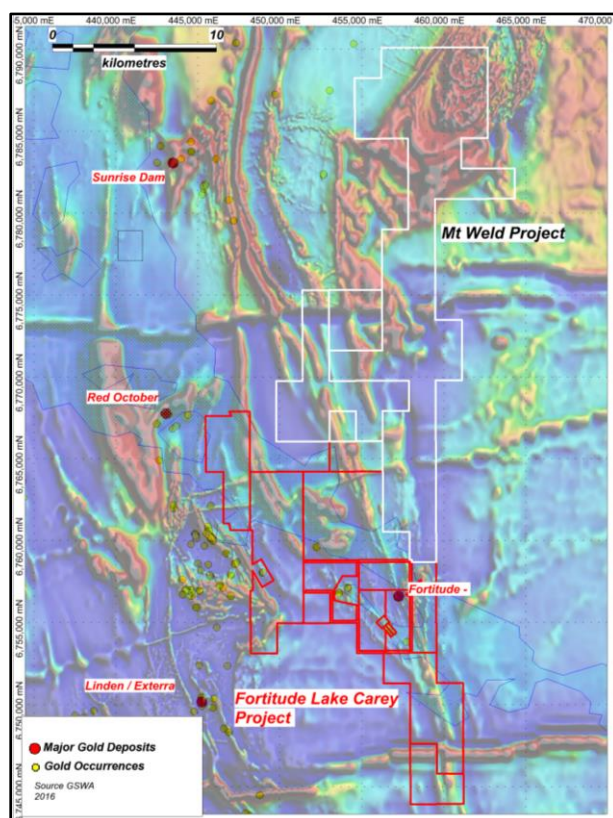 5,000 mE 440,000 mE 445,000 mE 450,000 mE 455,000 mE 460,000 mE 465,000 mE 470,0
0 10
kilometres
6,790,000 mN
6,785,000 mN
Sunrise Dam
6,780,000 mN
Mt Weld Project
6,775,000 mN
6,770,000 mN
Red October
6,765,000 mN
6,760,000 mN
Fortitude -
6,755,000 mN
Linden / Exterra
Fortitude Lake Carey
Project
6,750,000 mN
Major Gold Deposits
Gold Occurrences
Source GSWA
2016
6,745,000 mN